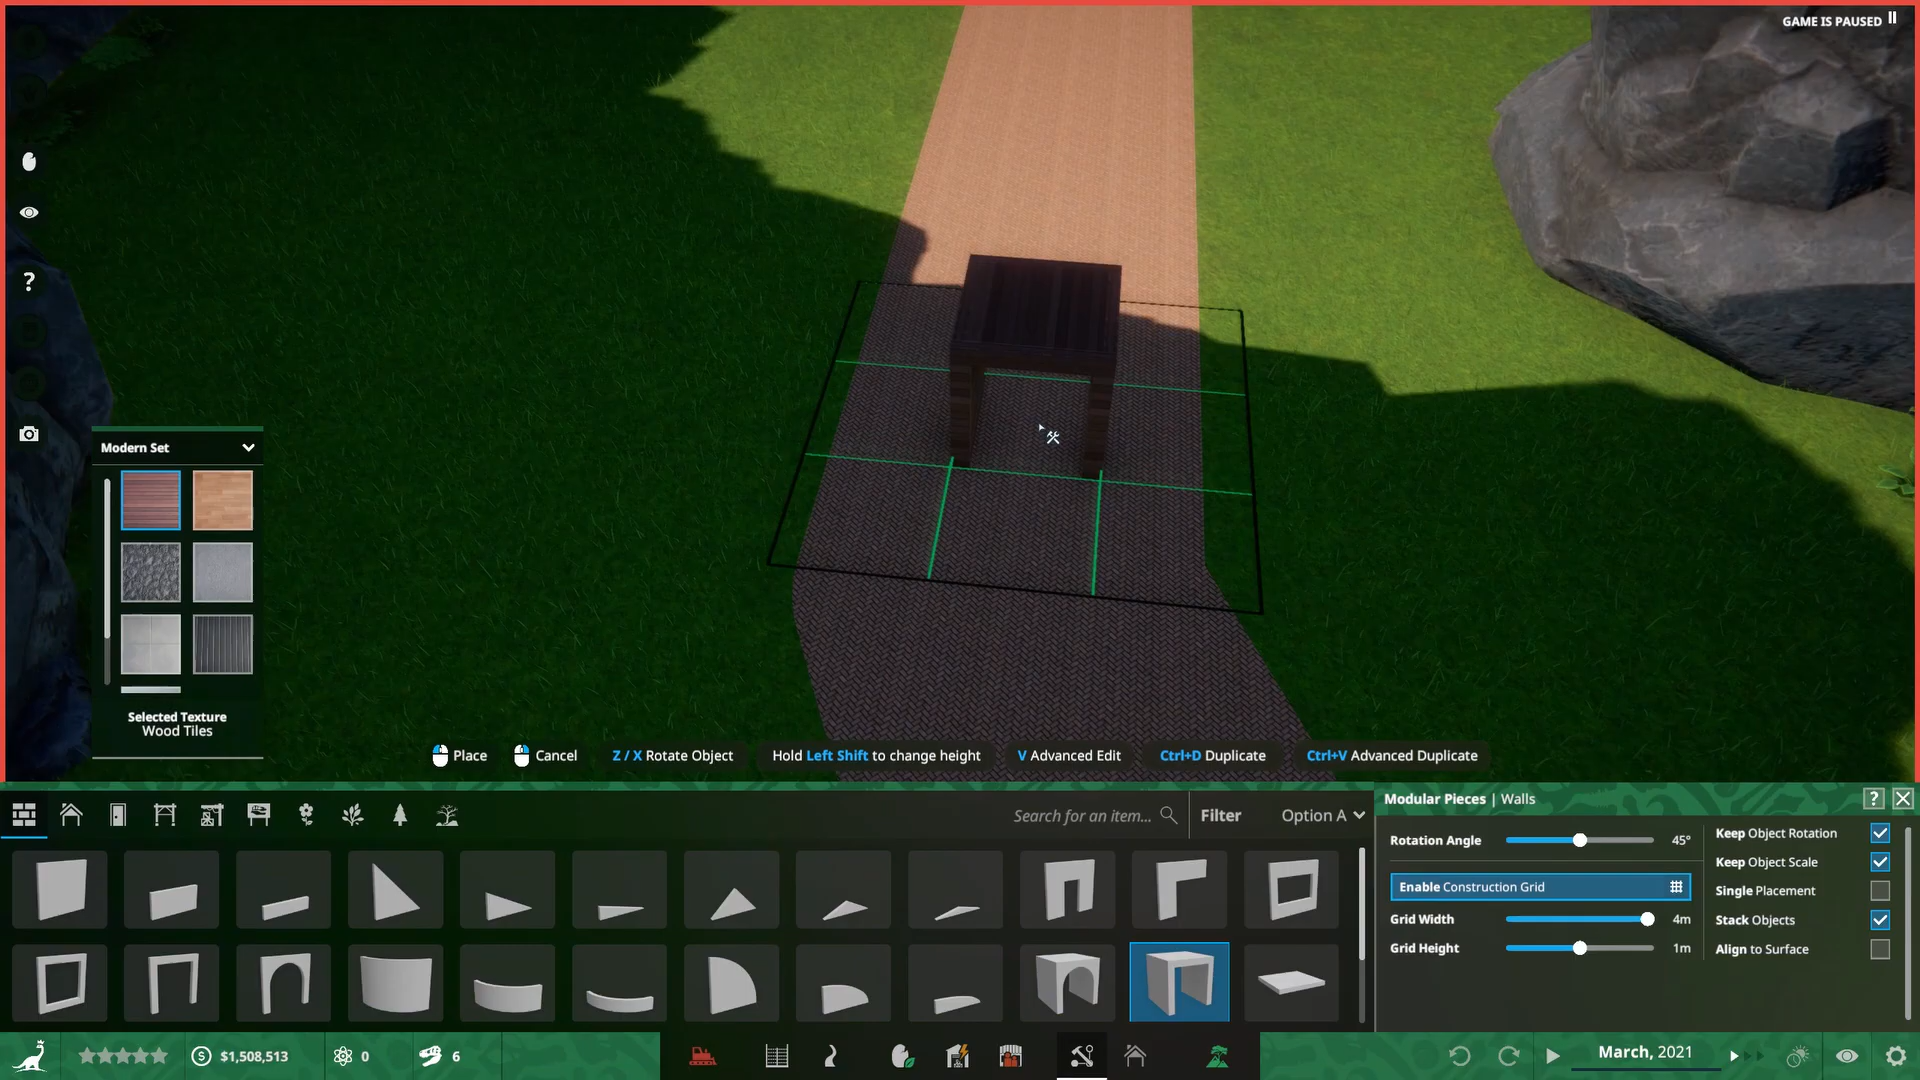 GAME IS PAUSED
?
Modern Set
Selected Texture
Wood Tiles
Place
Cancel
Z / X Rotate Object
Hold Left Shift to change height
V Advanced Edit
Ctrl+D Duplicate
Ctrl+V Advanced Duplicate
Search for an item...
Filter
Option A
Modular Pieces | Walls
?
Rotation Angle
45°
Enable Construction Grid
Grid Width
4m
Grid Height
1m
Keep Object Rotation
Keep Object Scale
Single Placement
Stack Objects
Align to Surface
$1,508,513
0
6
March, 2021